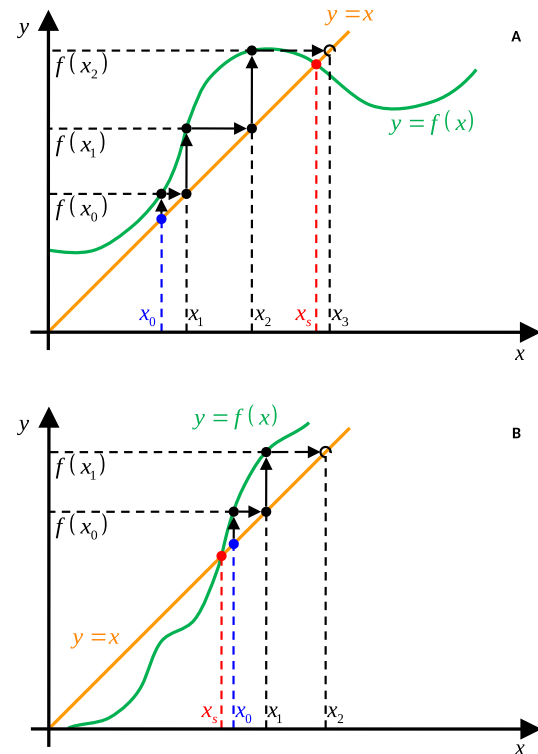 y = x
y
A
f(x₂)
y = f(x)
f(x₁)
f(x₀)
x₀ x₁ x₂ xₛ x₃
x
y
y = f(x)
B
f(x₁)
f(x₀)
y = x
xₛ x₀ x₁ x₂
x